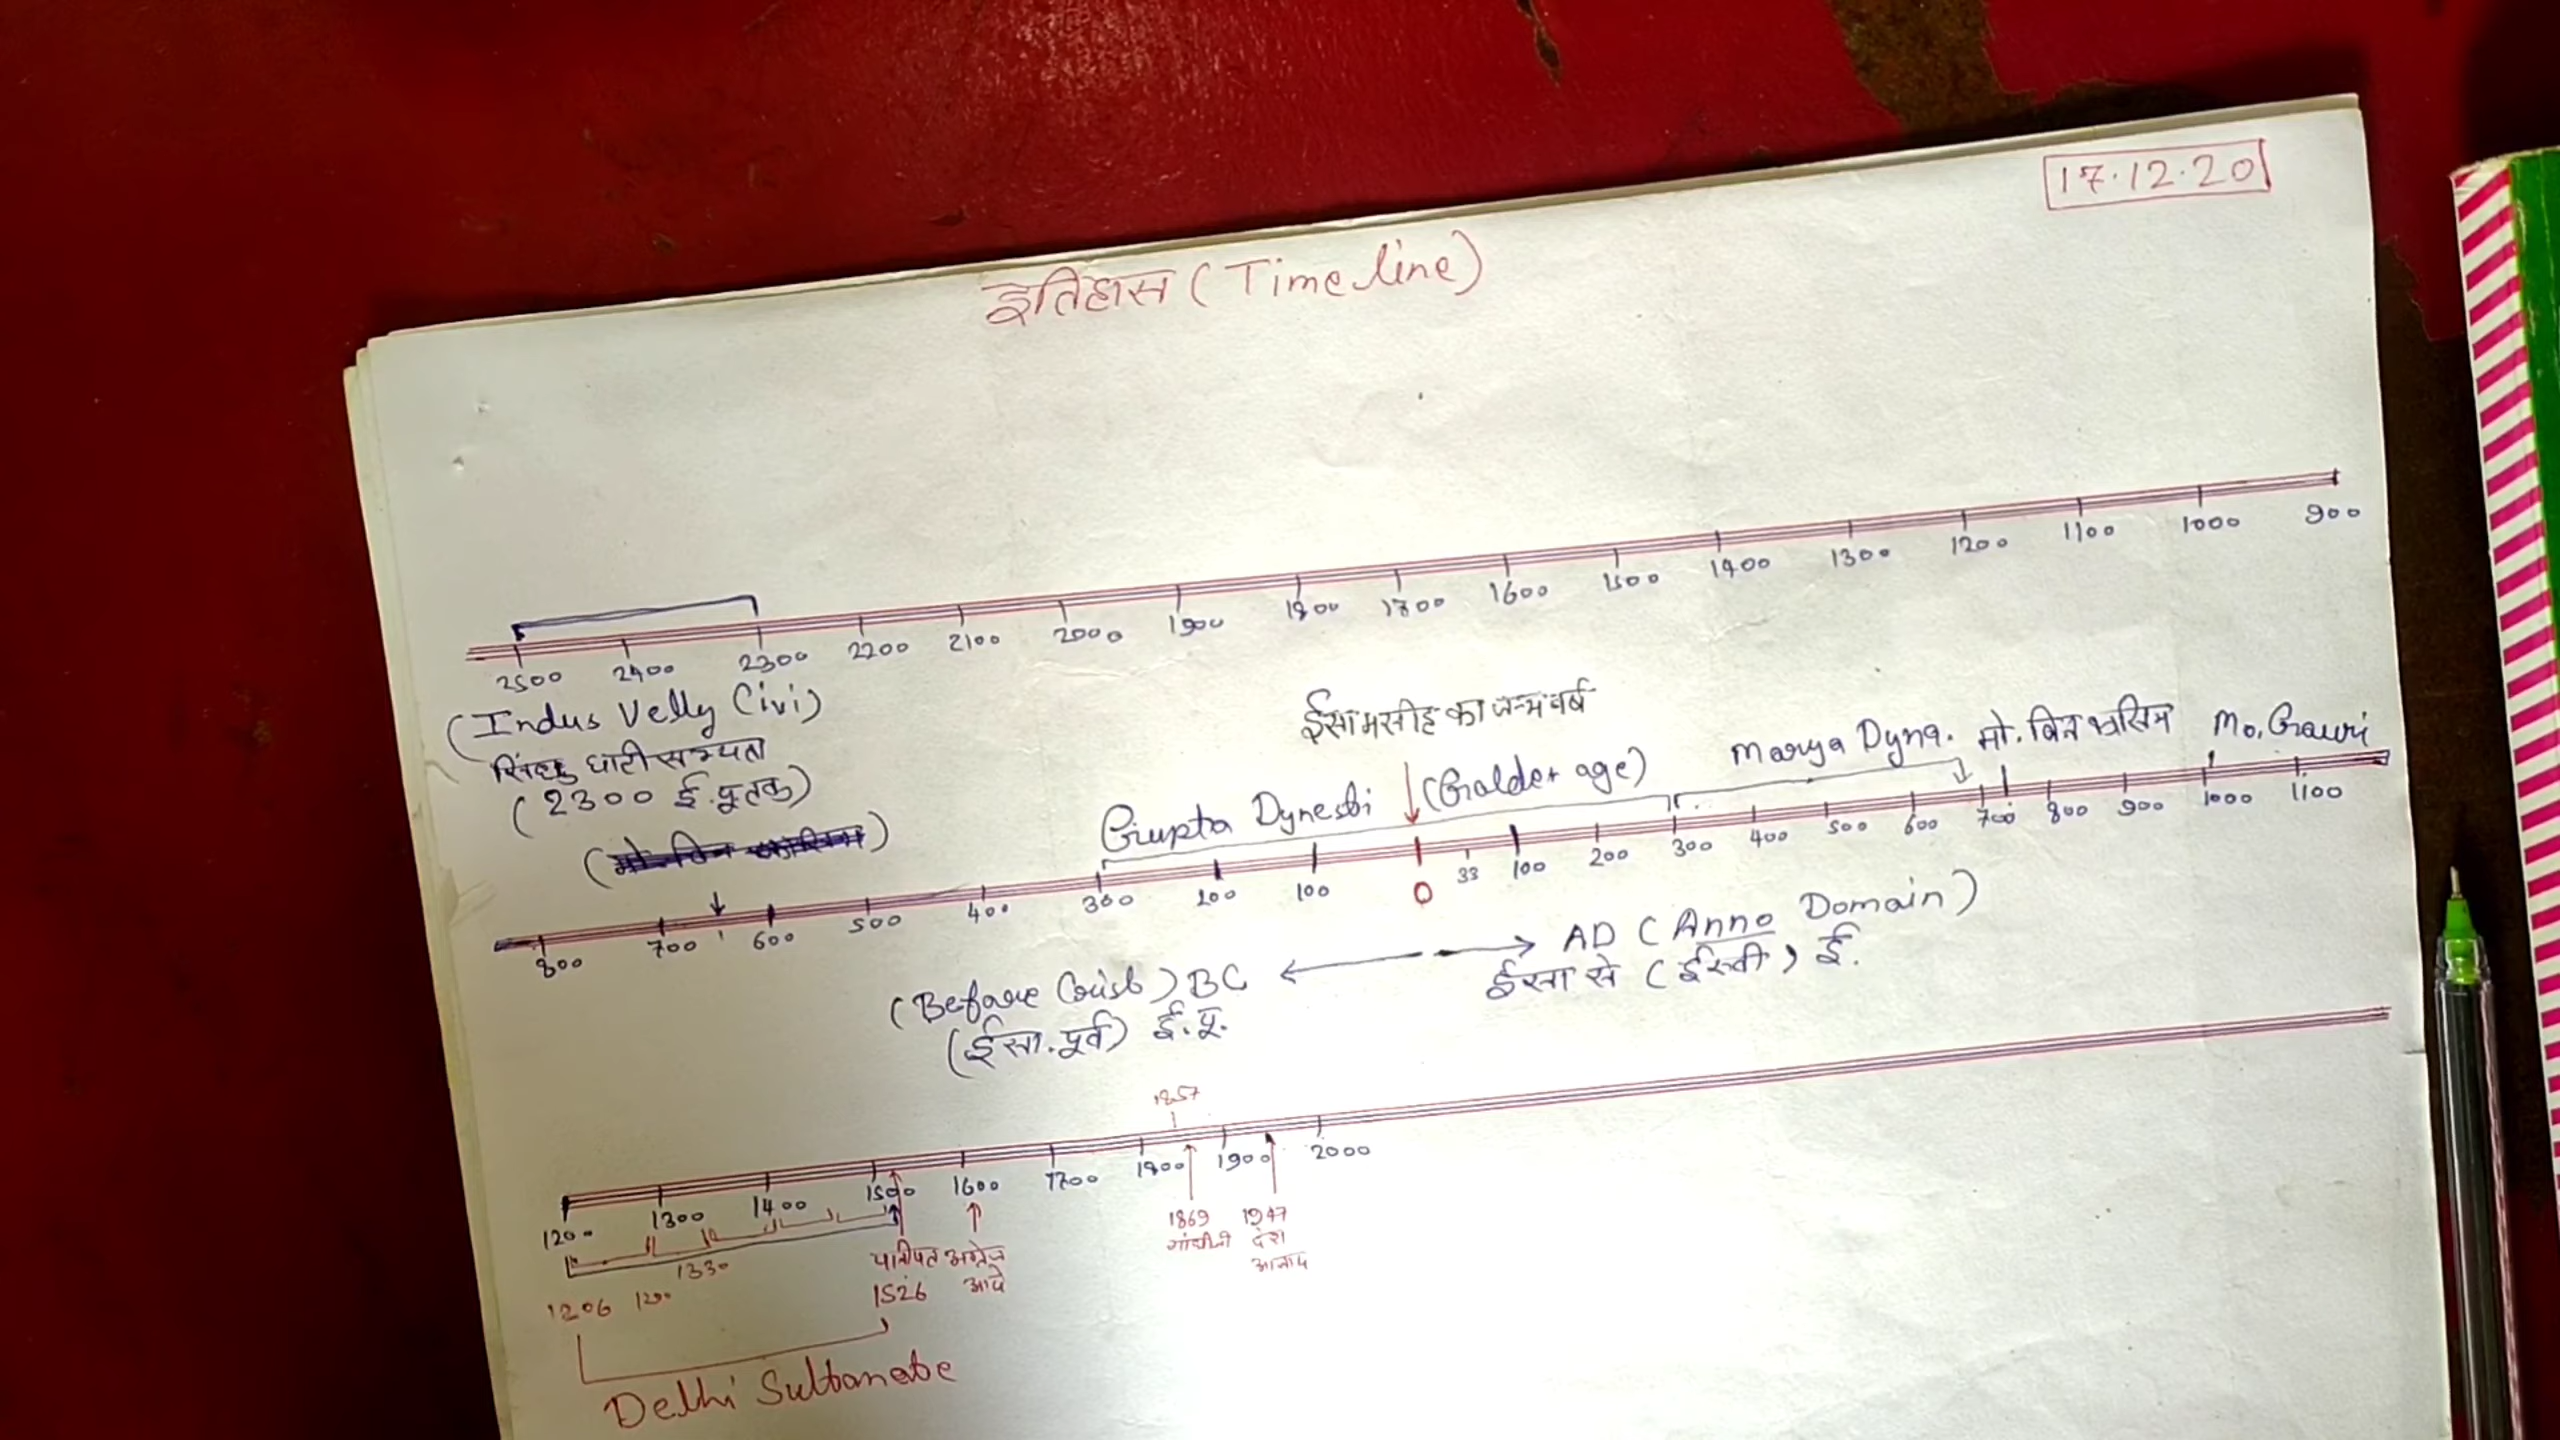 17.12.20
इतिहास (Time line)
2500 2400 2300 2200 2100 2000 1900 1800 1700 1600 1500 1400 1300 1200 1100 1000 900
(Indus Velly Civi)
सिंधु घाटी सभ्यता
(2300 ई.पू तक)
ईसा मसीह का जन्म वर्ष
Gupta Dynesti (Golder age) Marya Dyna. मो. बिन कासिम Mo. Gauri
800 700 600 500 400 300 200 100 0 33 100 200 300 400 500 600 700 800 900 1000 1100
(Before Crist) BC AD (Anno Domain)
(ईसा.पूर्व) ई.पू. ईसा से (ईस्वी) ई.
1857
1200 1300 1400 1500 1600 1700 1800 1900 2000
1206 1290 1330 पानीपत 1526 अंग्रेज आये 1869 गांधीजी 1947 देश आजाद
Delhi Sultanate